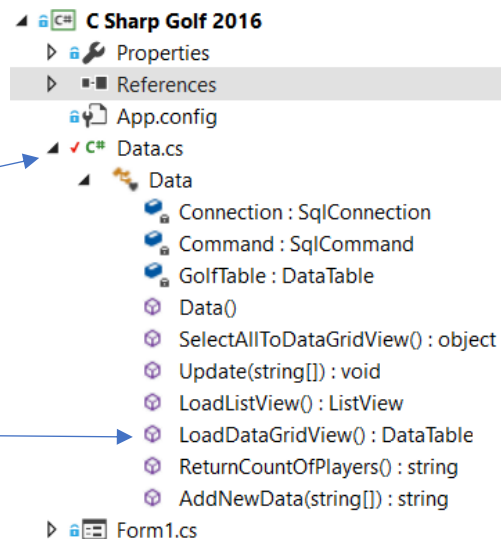 C# C Sharp Golf 2016
Properties
References
App.config
C# Data.cs
Data
Connection : SqlConnection
Command : SqlCommand
GolfTable : DataTable
Data()
SelectAllToDataGridView() : object
Update(string[]) : void
LoadListView() : ListView
LoadDataGridView() : DataTable
ReturnCountOfPlayers() : string
AddNewData(string[]) : string
Form1.cs